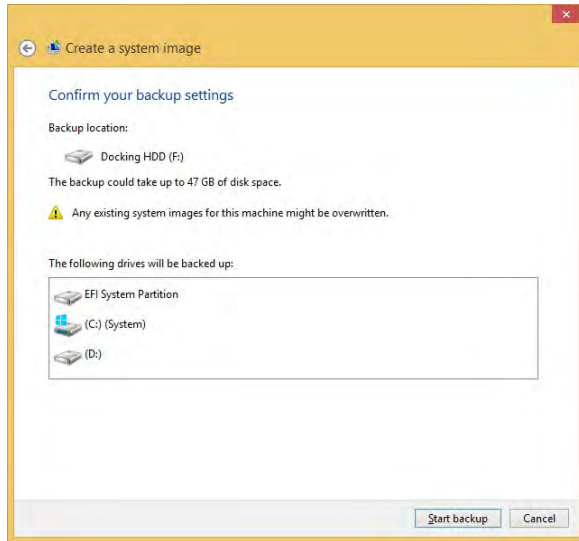 Create a system image
Confirm your backup settings
Backup location:
Docking HDD (F:)
The backup could take up to 47 GB of disk space.
Any existing system images for this machine might be overwritten.
The following drives will be backed up:
EFI System Partition
(C:) (System)
(D:)
Start backup Cancel